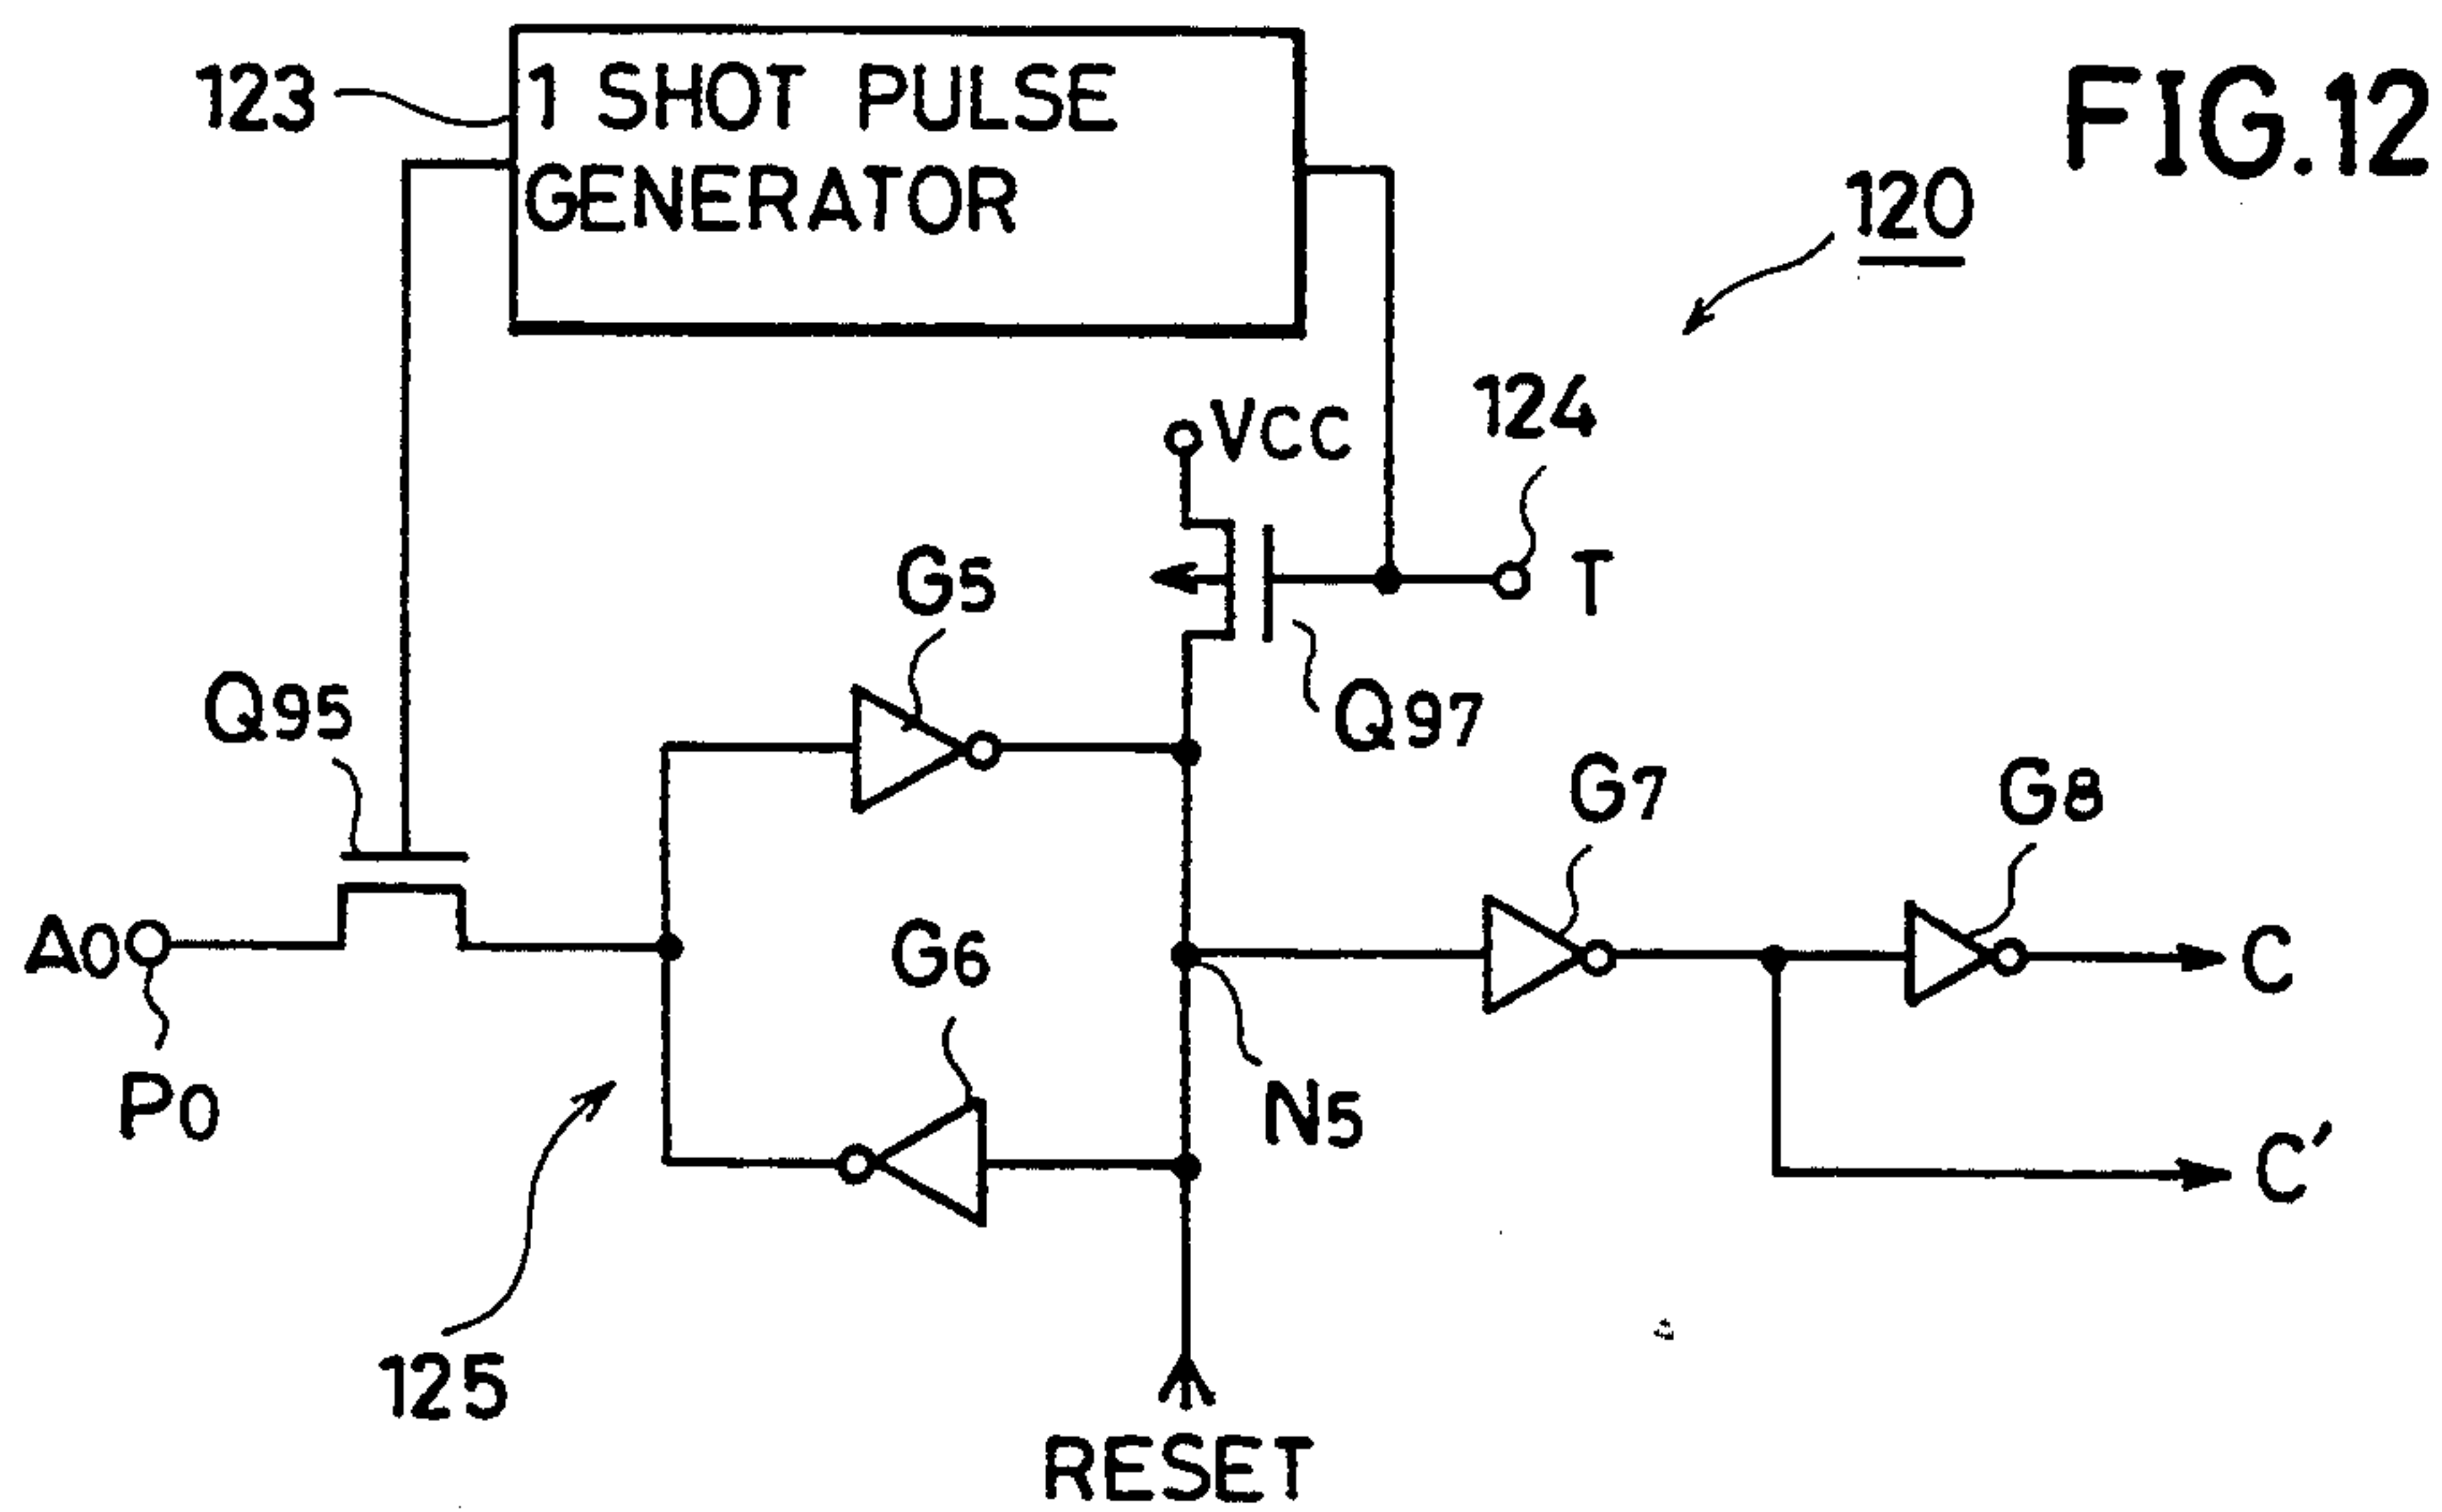 FIG.12
123
1 SHOT PULSE
GENERATOR
120
VCC
124
T
G5
Q95
Q97
G7
G8
A0
G6
C
P0
N5
C′
125
RESET